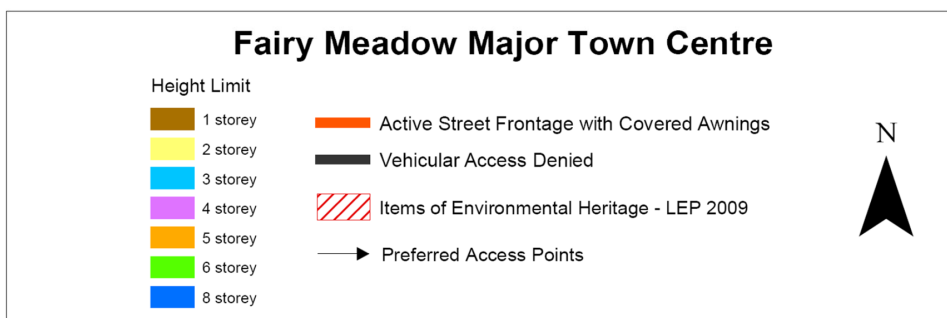 Fairy Meadow Major Town Centre
Height Limit
1 storey
2 storey
3 storey
4 storey
5 storey
6 storey
8 storey
Active Street Frontage with Covered Awnings
Vehicular Access Denied
Items of Environmental Heritage - LEP 2009
Preferred Access Points
N